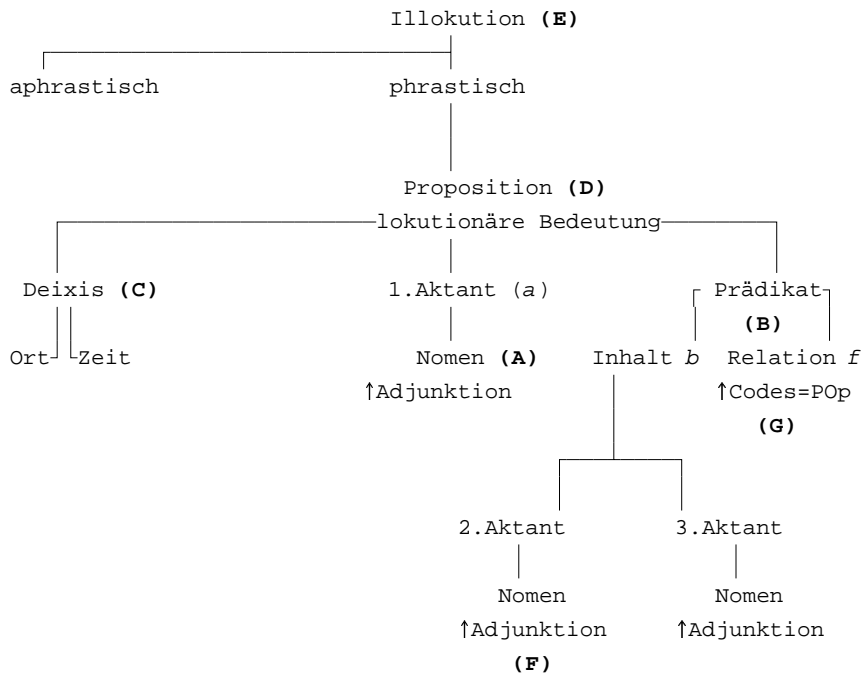 Illokution (E)
aphrastisch phrastisch
Proposition (D)
lokutionäre Bedeutung
Deixis (C) 1.Aktant (a) Prädikat
(B)
Ort Zeit Nomen (A) Inhalt b Relation f
↑Adjunktion ↑Codes=POp
(G)
2.Aktant 3.Aktant
Nomen Nomen
↑Adjunktion ↑Adjunktion
(F)